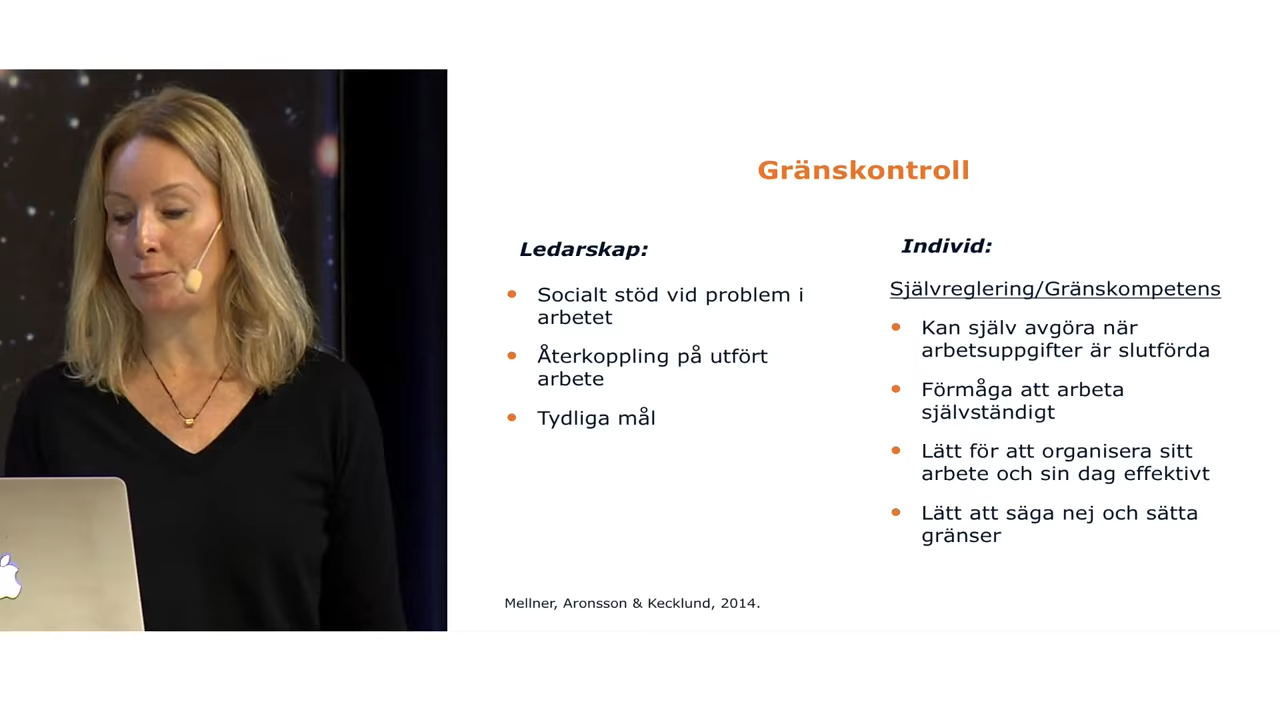 Gränskontroll
Ledarskap:
Socialt stöd vid problem i
arbetet
Återkoppling på utfört
arbete
Tydliga mål
Individ:
Självreglering/Gränskompetens
Kan själv avgöra när
arbetsuppgifter är slutförda
Förmåga att arbeta
självständigt
Lätt för att organisera sitt
arbete och sin dag effektivt
Lätt att säga nej och sätta
gränser
Mellner, Aronsson & Kecklund, 2014.